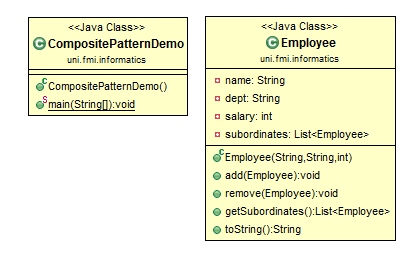 <<Java Class>>
CompositePatternDemo
uni.fmi.informatics
CompositePatternDemo()
main(String[]):void
<<Java Class>>
Employee
uni.fmi.informatics
name: String
dept: String
salary: int
subordinates: List<Employee>
Employee(String,String,int)
add(Employee):void
remove(Employee):void
getSubordinates():List<Employee>
toString():String